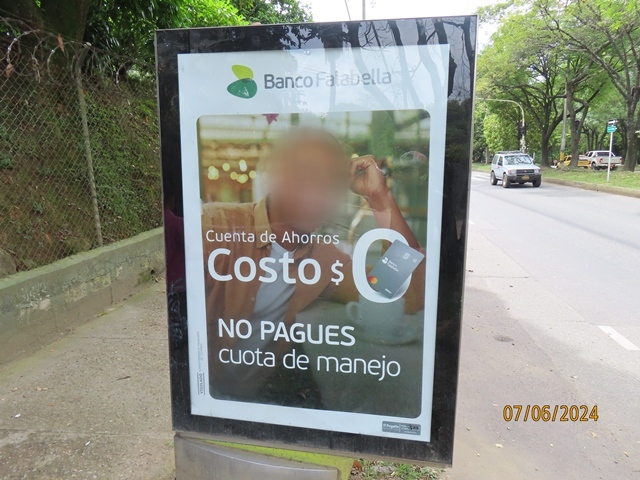 Banco Falabella
Cuenta de Ahorros
Costo $0
NO PAGUES
cuota de manejo
07/06/2024